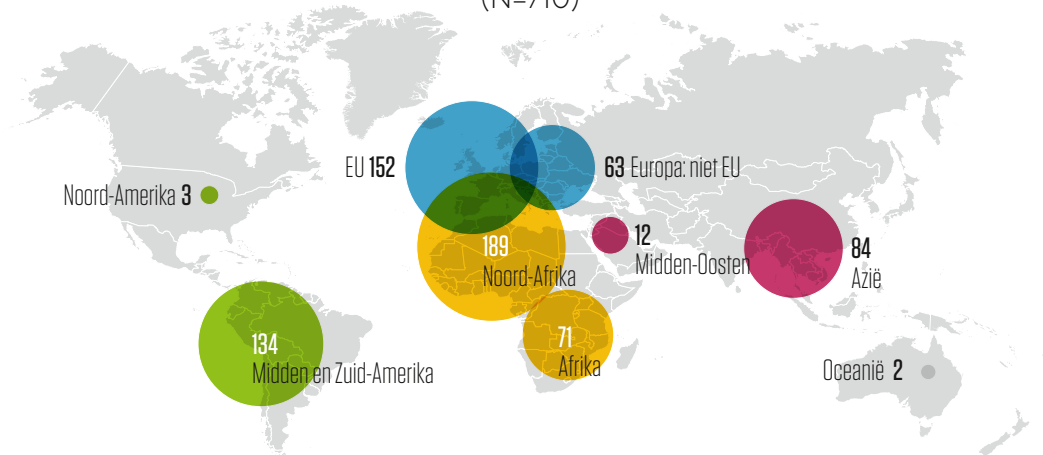 (N=710)
EU 152
63 Europa: niet EU
Noord-Amerika 3
189
Noord-Afrika
12
Midden-Oosten
84
Azië
134
Midden en Zuid-Amerika
71
Afrika
Oceanië 2